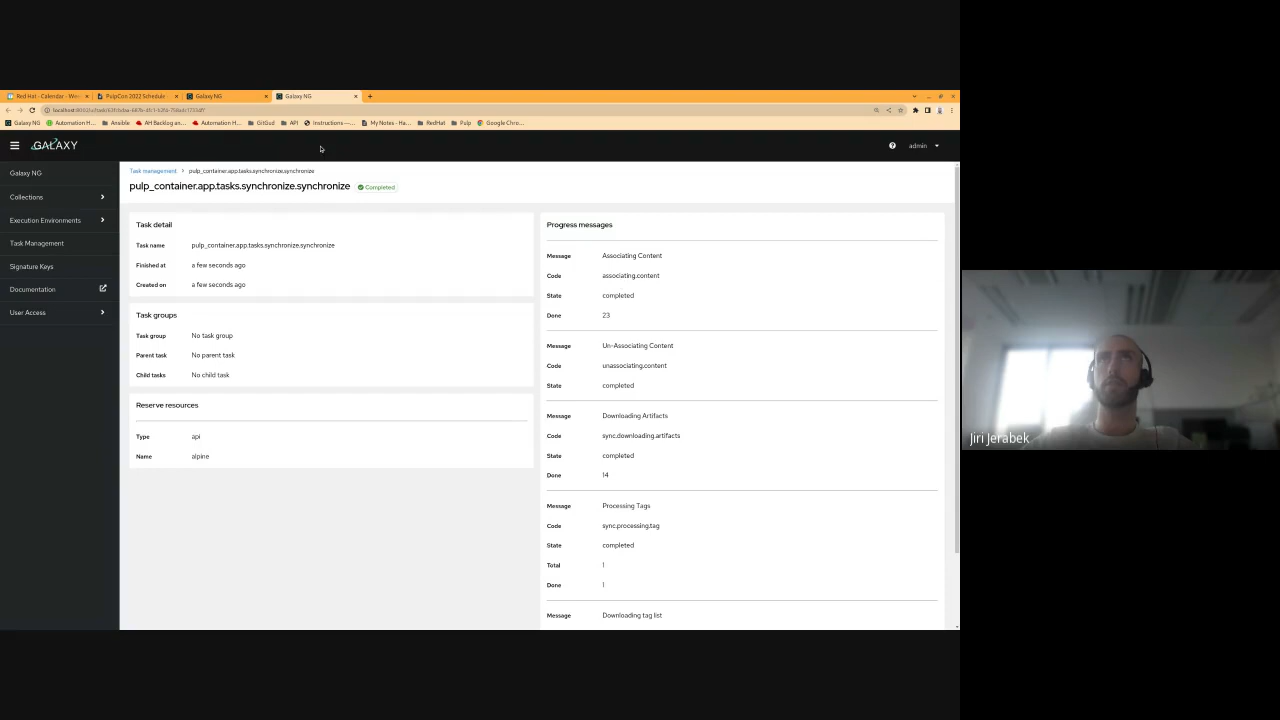 Red Hat - Calendar - We
PulpCon 2022 Schedule
Galaxy NG
Galaxy NG
Galaxy NG
Automation H...
Ansible
AH Backlog an...
Automation H...
GitGud
API
Instructions —...
My Notes - Ha...
RedHat
Pulp
Google Chro...
GALAXY
admin
Galaxy NG
Collections
Execution Environments
Task Management
Signature Keys
Documentation
User Access
Task management > pulp_container.app.tasks.synchronize.synchronize
pulp_container.app.tasks.synchronize.synchronize Completed
Task detail
Task name pulp_container.app.tasks.synchronize.synchronize
Finished at a few seconds ago
Created on a few seconds ago
Task groups
Task group No task group
Parent task No parent task
Child tasks No child task
Reserve resources
Type api
Name alpine
Progress messages
Message Associating Content
Code associating.content
State completed
Done 23
Message Un-Associating Content
Code unassociating.content
State completed
Message Downloading Artifacts
Code sync.downloading.artifacts
State completed
Done 14
Message Processing Tags
Code sync.processing.tag
State completed
Total 1
Done 1
Message Downloading tag list
Jiri Jerabek